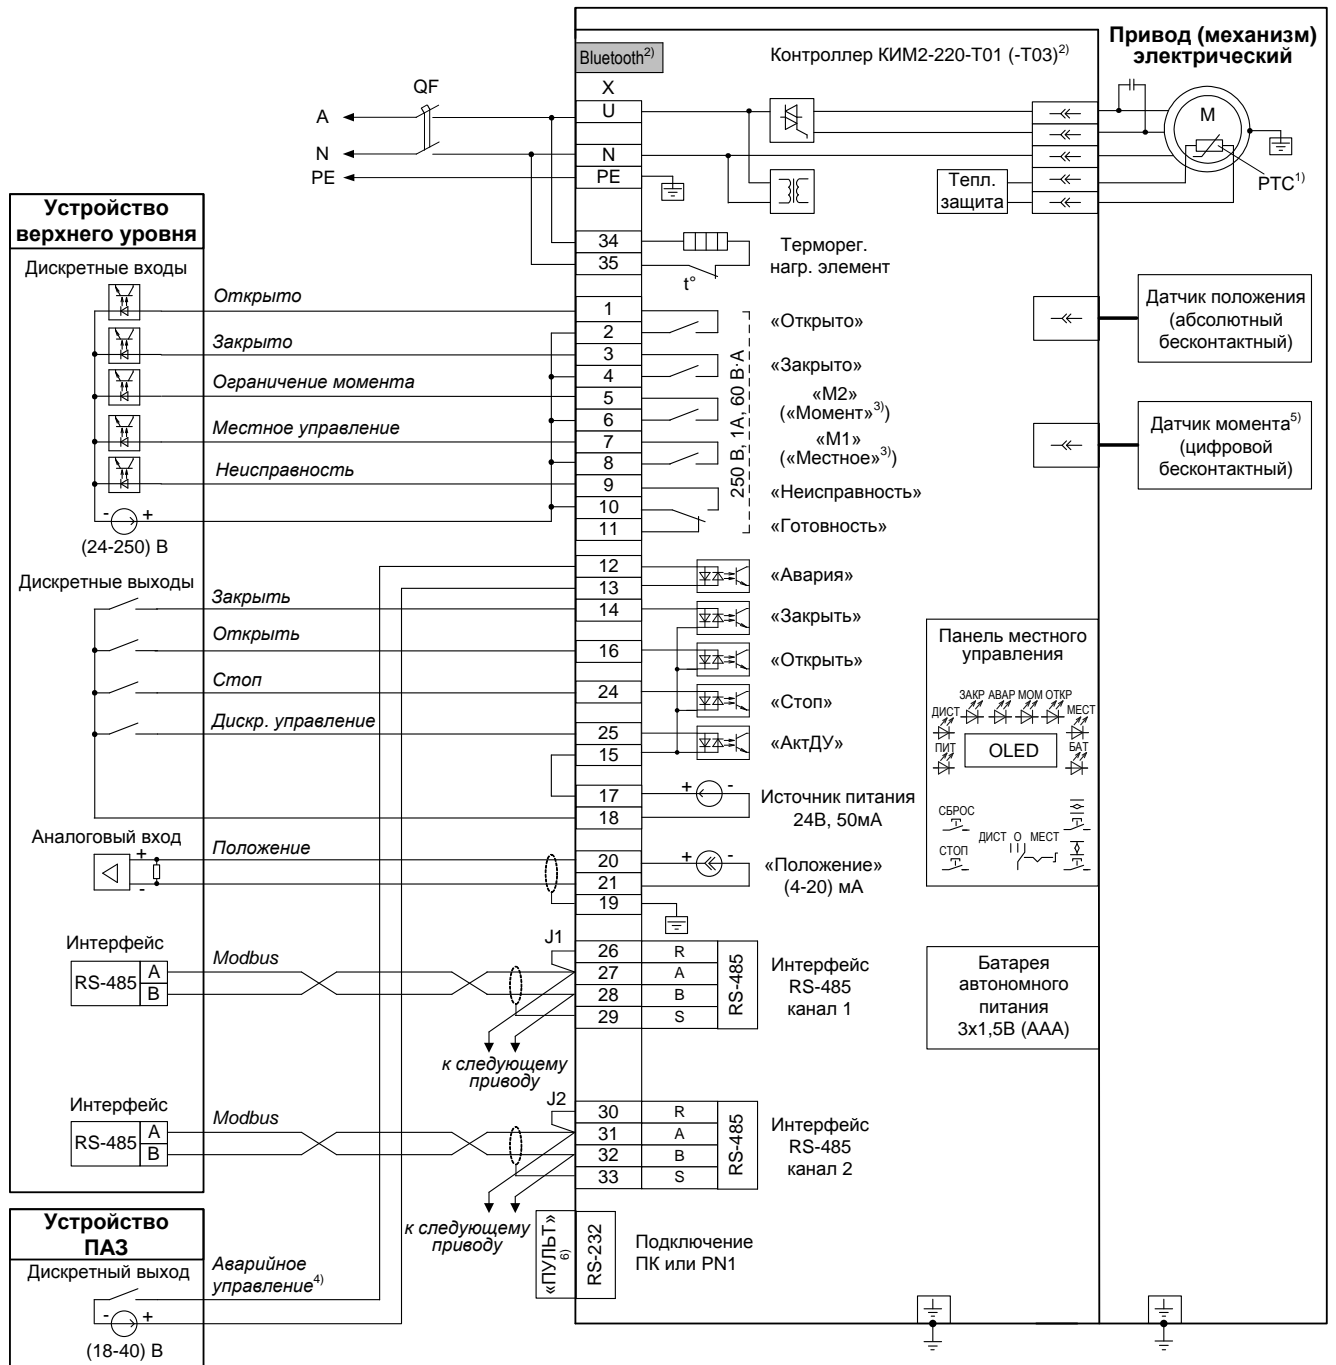 Привод (механизм)
электрический
Bluetooth2)
Контроллер КИМ2-220-Т01 (-Т03)2)
QF
X
A
U
M
N
N
PE
PE
Тепл.
защита
PTC1)
Устройство
верхнего уровня
34
35
t°
Терморег.
нагр. элемент
Дискретные входы
Открыто
1
2
«Открыто»
Закрыто
3
4
«Закрыто»
Ограничение момента
5
6
«М2»
(«Момент»3))
Местное управление
7
8
«М1»
(«Местное»3))
Неисправность
9
10
11
«Неисправность»
«Готовность»
250 В, 1А, 60 В·А
- +
(24-250) В
Датчик положения
(абсолютный
бесконтактный)
Датчик момента5)
(цифровой
бесконтактный)
Дискретные выходы
12
13
«Авария»
Закрыть
14
«Закрыть»
Открыть
16
«Открыть»
Стоп
24
«Стоп»
Дискр. управление
25
15
«АктДУ»
17
18
+ -
Источник питания
24В, 50мА
Панель местного
управления
ЗАКР АВАР МОМ ОТКР
ДИСТ
МЕСТ
ПИТ
OLED
БАТ
СБРОС
ДИСТ О МЕСТ
СТОП
Аналоговый вход
+
-
Положение
20
21
19
+ -
«Положение»
(4-20) мА
Интерфейс
RS-485
A
B
Modbus
J1
26 R
27 A
28 B
29 S
RS-485
Интерфейс
RS-485
канал 1
к следующему
приводу
Батарея
автономного
питания
3х1,5В (ААА)
Интерфейс
RS-485
A
B
Modbus
J2
30 R
31 A
32 B
33 S
RS-485
Интерфейс
RS-485
канал 2
к следующему
приводу
Устройство
ПАЗ
Дискретный выход
Аварийное
управление4)
- +
(18-40) В
«ПУЛЬТ»
6)
RS-232
Подключение
ПК или PN1